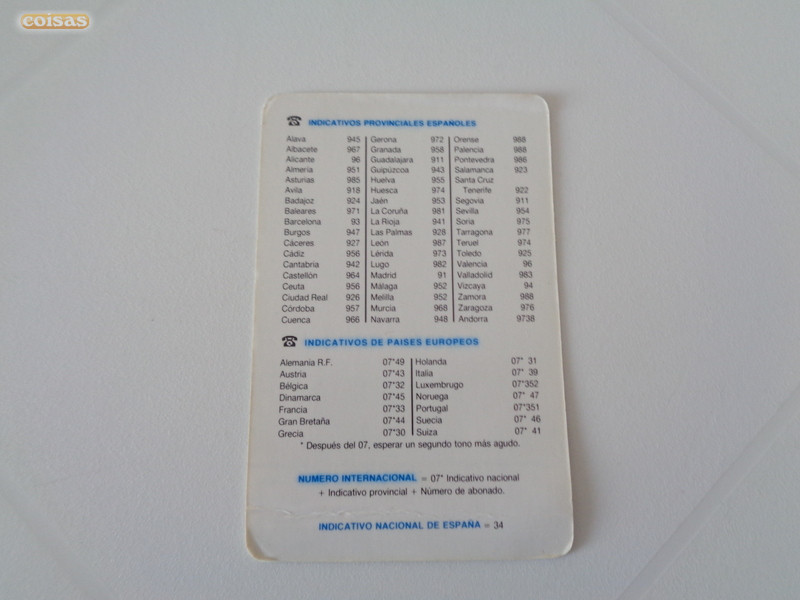 coisas
INDICATIVOS PROVINCIALES ESPAÑOLES
Alava 945 Gerona 972 Orense 988
Albacete 967 Granada 958 Palencia 988
Alicante 96 Guadalajara 911 Pontevedra 986
Almería 951 Guipúzcoa 943 Salamanca 923
Asturias 985 Huelva 955 Santa Cruz
Avila 918 Huesca 974 Tenerife 922
Badajoz 924 Jaén 953 Segovia 911
Baleares 971 La Coruña 981 Sevilla 954
Barcelona 93 La Rioja 941 Soria 975
Burgos 947 Las Palmas 928 Tarragona 977
Cáceres 927 León 987 Teruel 974
Cádiz 956 Lérida 973 Toledo 925
Cantabria 942 Lugo 982 Valencia 96
Castellón 964 Madrid 91 Valladolid 983
Ceuta 956 Málaga 952 Vizcaya 94
Ciudad Real 926 Melilla 952 Zamora 988
Córdoba 957 Murcia 968 Zaragoza 976
Cuenca 966 Navarra 948 Andorra 9738
INDICATIVOS DE PAISES EUROPEOS
Alemania R.F. 07*49 Holanda 07* 31
Austria 07*43 Italia 07* 39
Bélgica 07*32 Luxemburgo 07*352
Dinamarca 07*45 Noruega 07* 47
Francia 07*33 Portugal 07*351
Gran Bretaña 07*44 Suecia 07* 46
Grecia 07*30 Suiza 07* 41
* Después del 07, esperar un segundo tono más agudo.
NUMERO INTERNACIONAL = 07* Indicativo nacional
+ Indicativo provincial + Número de abonado.
INDICATIVO NACIONAL DE ESPAÑA = 34